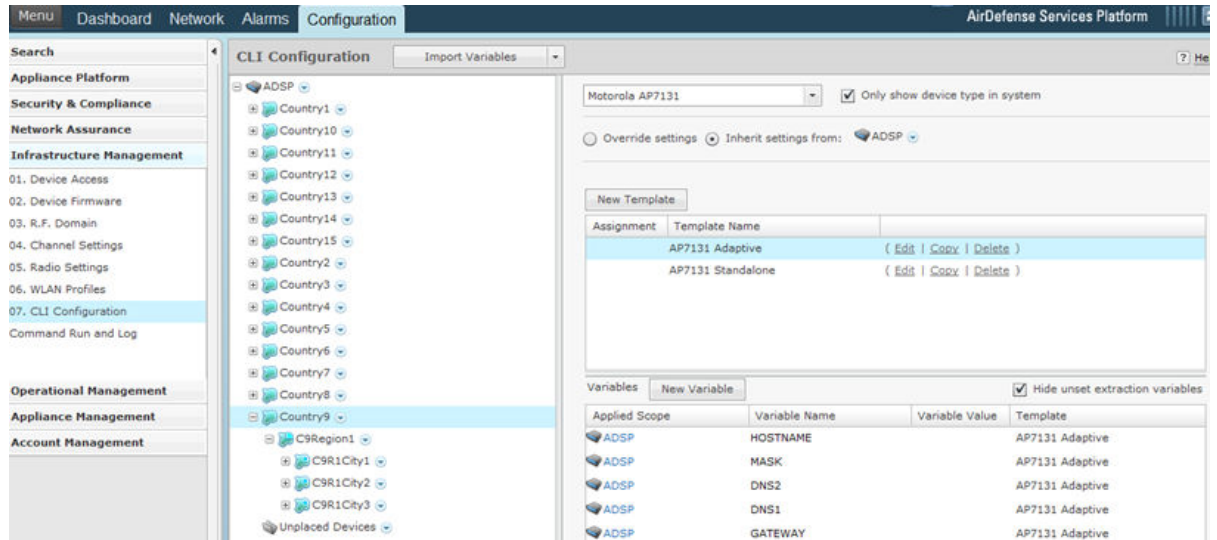 Menu Dashboard Network Alarms Configuration AirDefense Services Platform
Search
Appliance Platform
Security & Compliance
Network Assurance
Infrastructure Management
01. Device Access
02. Device Firmware
03. R.F. Domain
04. Channel Settings
05. Radio Settings
06. WLAN Profiles
07. CLI Configuration
Command Run and Log
Operational Management
Appliance Management
Account Management
CLI Configuration Import Variables ? He
ADSP
Country1
Country10
Country11
Country12
Country13
Country14
Country15
Country2
Country3
Country4
Country5
Country6
Country7
Country8
Country9
C9Region1
C9R1City1
C9R1City2
C9R1City3
Unplaced Devices
Motorola AP7131 Only show device type in system
Override settings Inherit settings from: ADSP
New Template
Assignment Template Name
AP7131 Adaptive ( Edit | Copy | Delete )
AP7131 Standalone ( Edit | Copy | Delete )
Variables New Variable Hide unset extraction variables
Applied Scope Variable Name Variable Value Template
ADSP HOSTNAME AP7131 Adaptive
ADSP MASK AP7131 Adaptive
ADSP DNS2 AP7131 Adaptive
ADSP DNS1 AP7131 Adaptive
ADSP GATEWAY AP7131 Adaptive